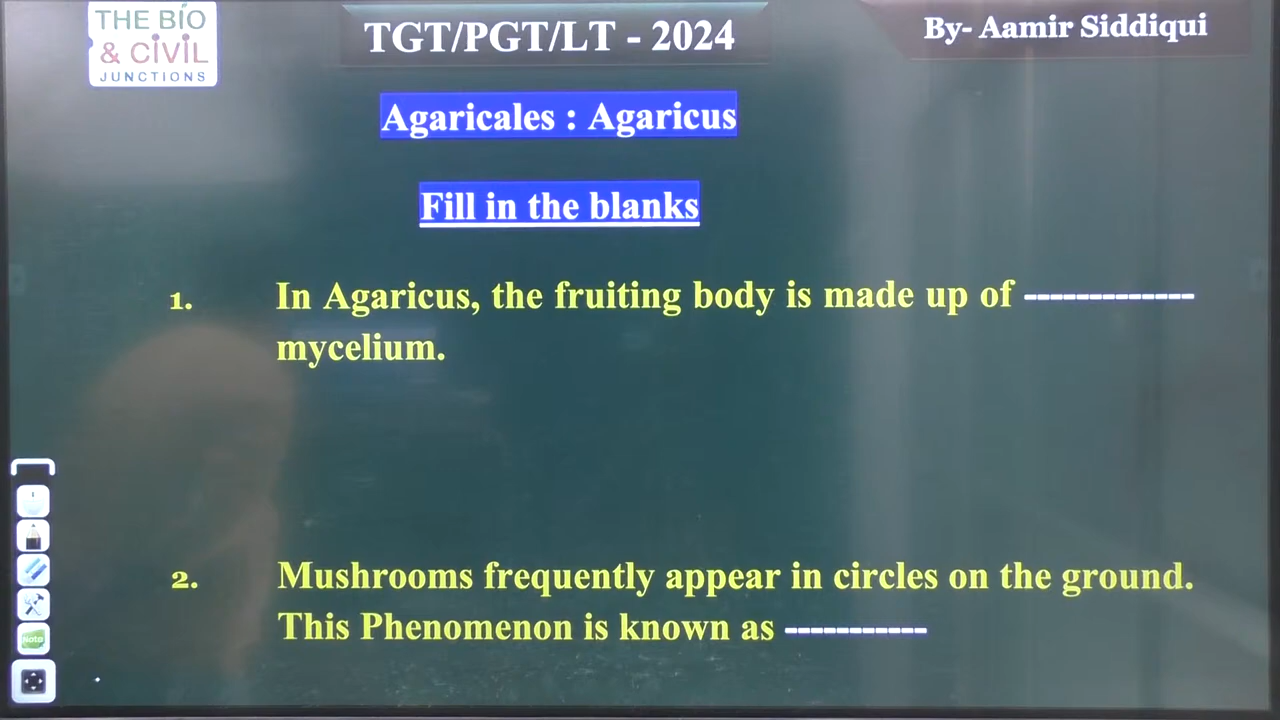 THE BIO
& CIVIL
JUNCTIONS
TGT/PGT/LT - 2024
By- Aamir Siddiqui
Agaricales : Agaricus
Fill in the blanks
1. In Agaricus, the fruiting body is made up of -------------
mycelium.
2. Mushrooms frequently appear in circles on the ground.
This Phenomenon is known as -----------
Note